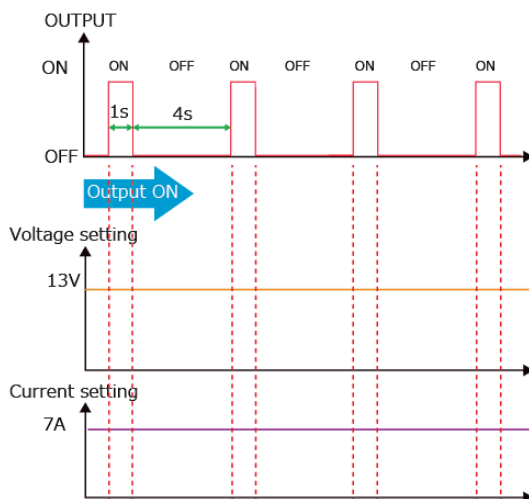 OUTPUT
ON
ON OFF ON OFF ON OFF ON
1s 4s
OFF
Output ON
Voltage setting
13V
Current setting
7A